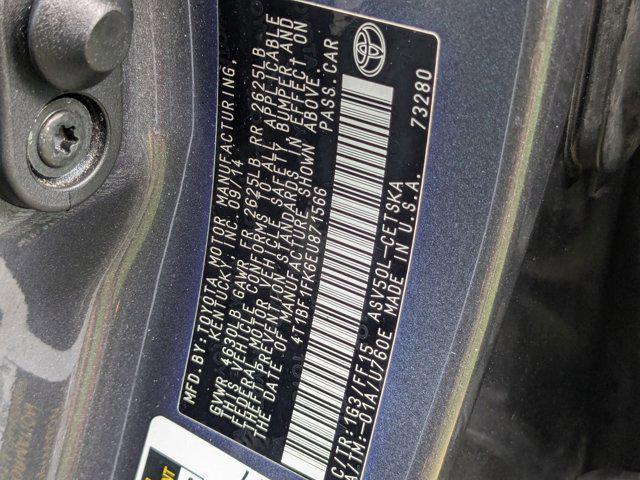 MFD. BY: TOYOTA MOTOR MANUFACTURING,
KENTUCKY, INC. 09/14
GVWR 4630LB GAWR FR 2625LB RR 2625LB
THIS VEHICLE CONFORMS TO ALL APPLICABLE
FEDERAL MOTOR VEHICLE SAFETY, BUMPER, AND
THEFT PREVENTION STANDARDS IN EFFECT ON
THE DATE OF MANUFACTURE SHOWN ABOVE.
4T1BF1FK6EU871566 PASS. CAR
C/TR: 1G3/FF15 ASV50L-CETSKA
A/TM: -01A/U760E MADE IN U.S.A. 73280